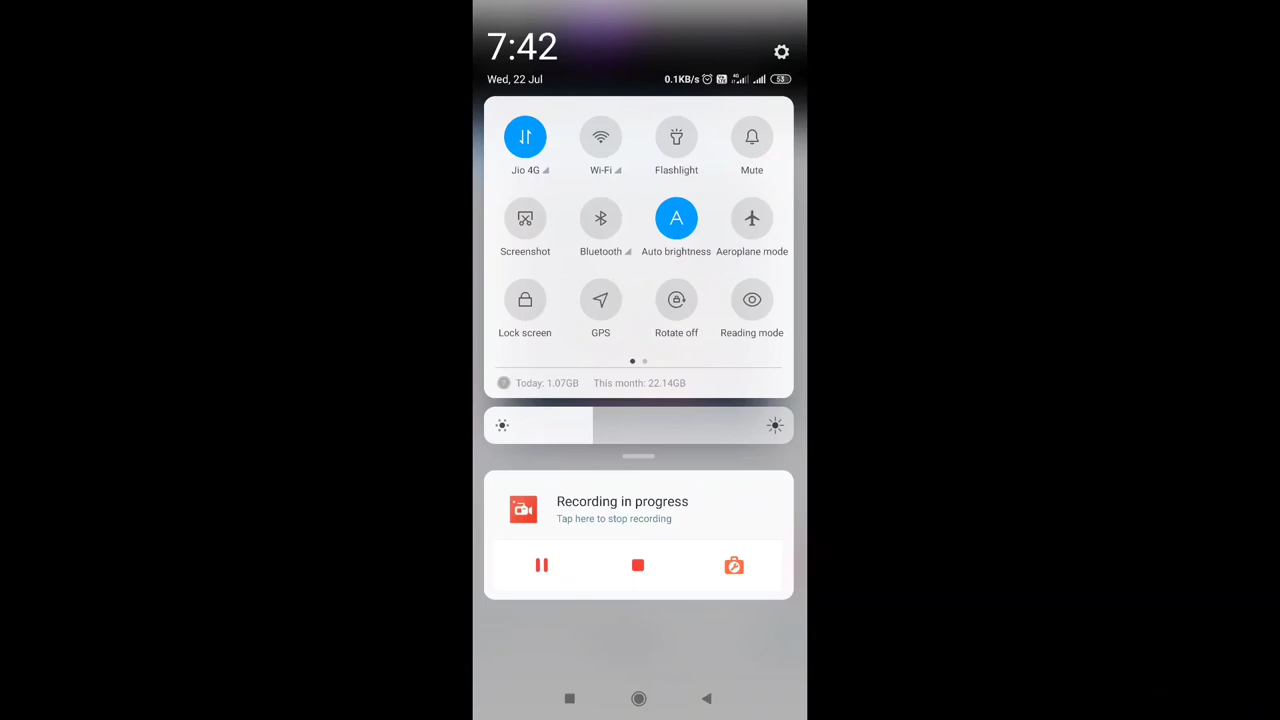 7:42
Wed, 22 Jul 0.1KB/s 4G 53
Jio 4G Wi-Fi Flashlight Mute
Screenshot Bluetooth Auto brightness Aeroplane mode
Lock screen GPS Rotate off Reading mode
Today: 1.07GB This month: 22.14GB
Recording in progress
Tap here to stop recording